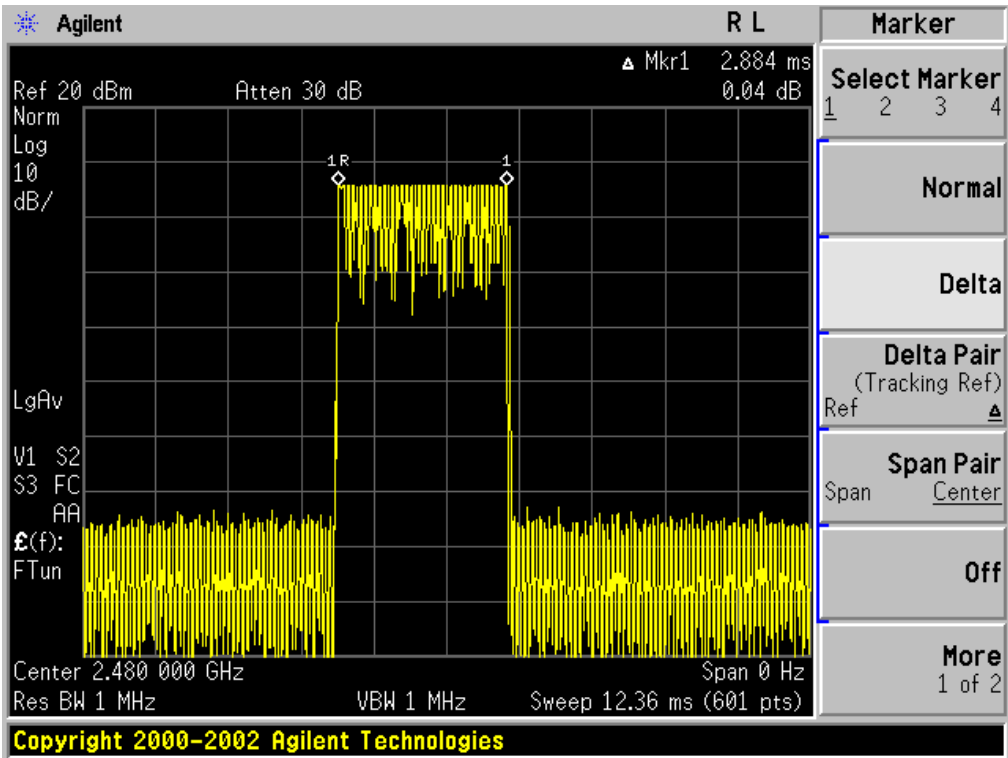 Agilent R L Marker
Δ Mkr1 2.884 ms
Ref 20 dBm Atten 30 dB 0.04 dB
Norm
Log
10
dB/
1R 1
LgAv
V1 S2
S3 FC
AA
£(f):
FTun
Center 2.480 000 GHz Span 0 Hz
Res BW 1 MHz VBW 1 MHz Sweep 12.36 ms (601 pts)
Select Marker
1 2 3 4
Normal
Delta
Delta Pair
(Tracking Ref)
Ref Δ
Span Pair
Span Center
Off
More
1 of 2
Copyright 2000-2002 Agilent Technologies